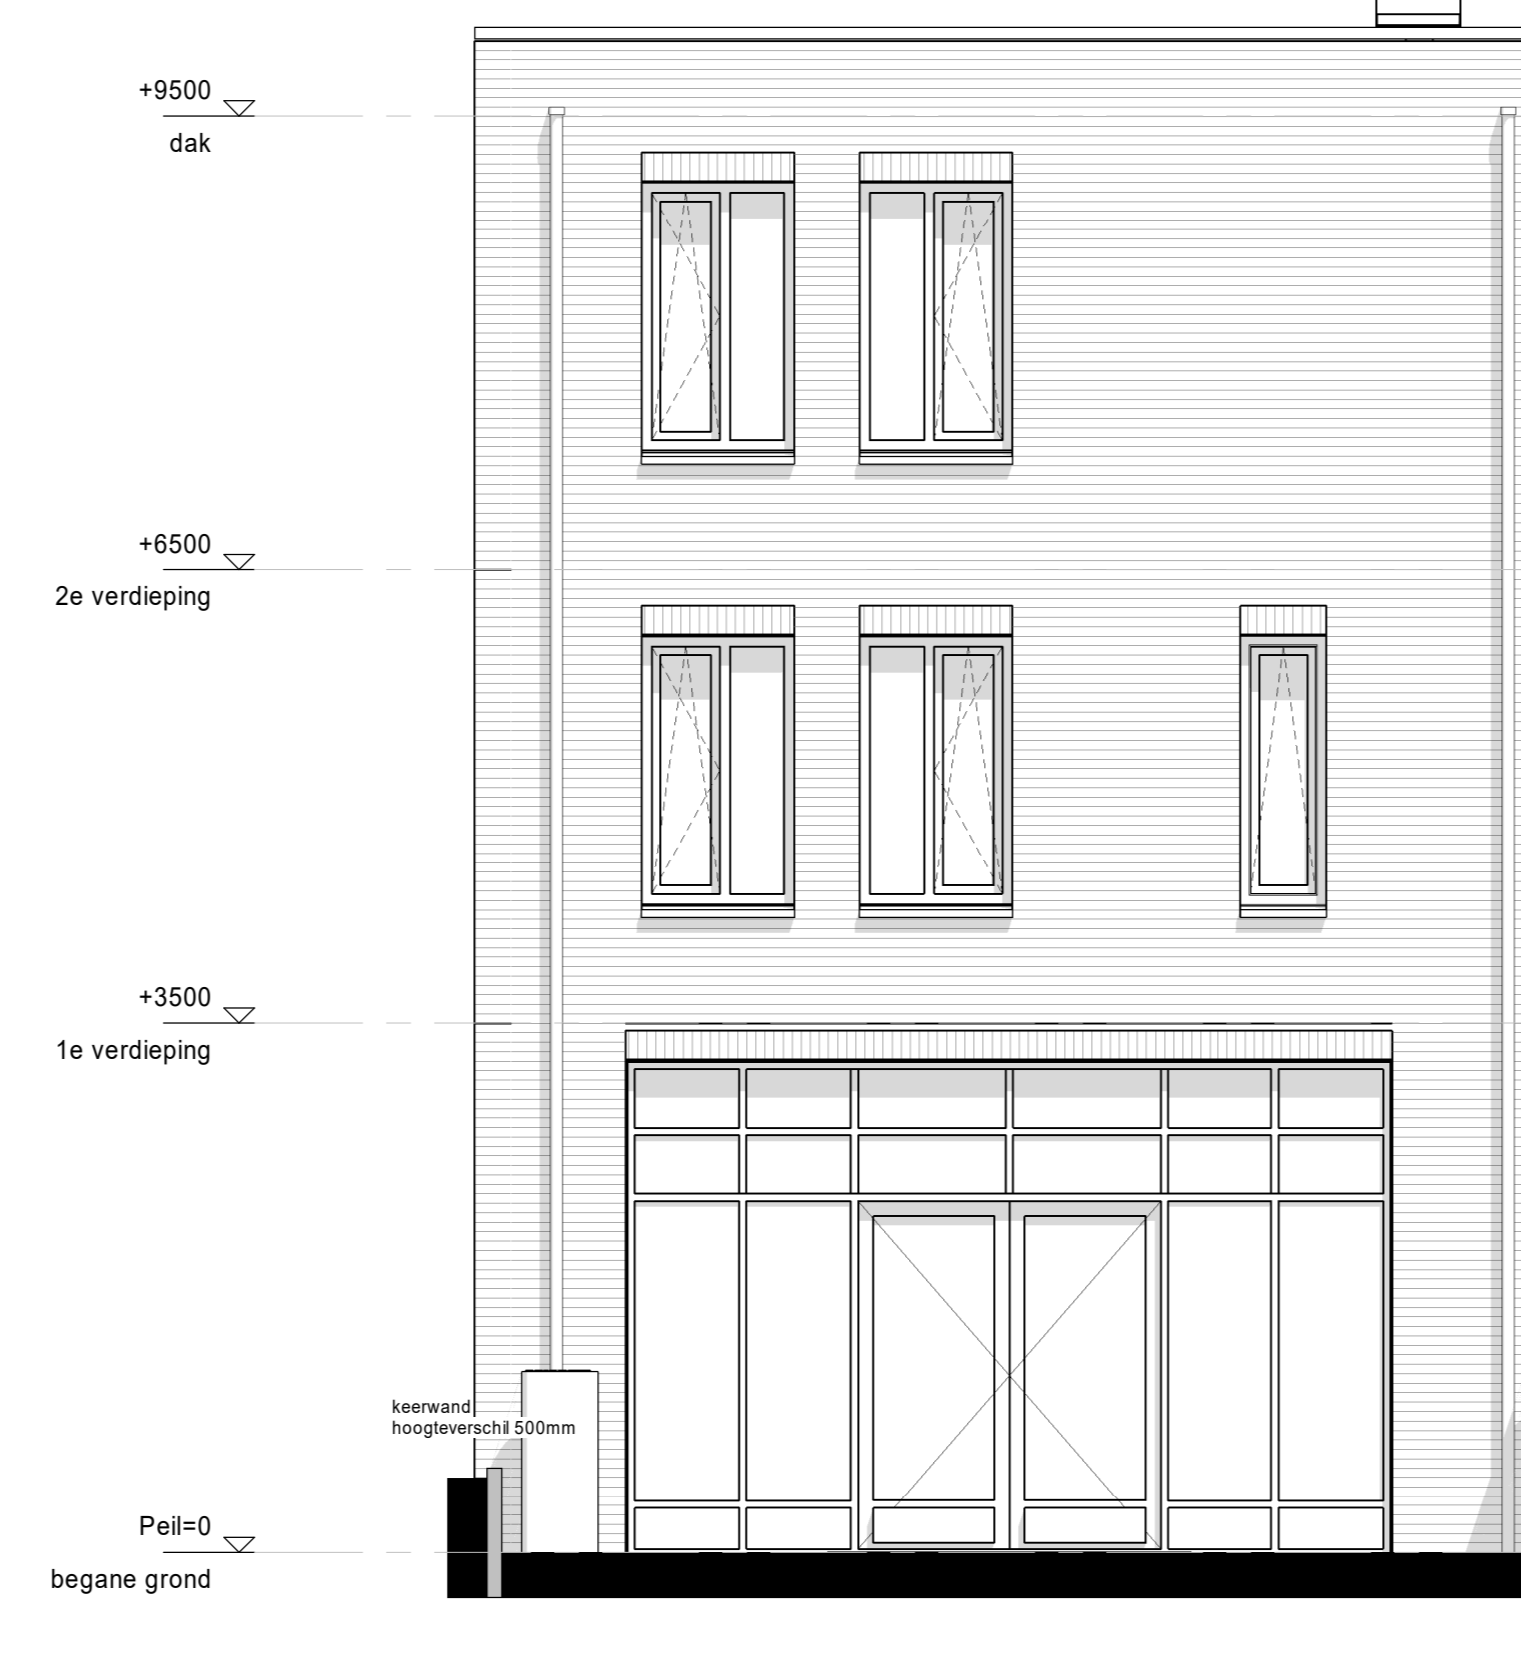 +9500
dak
+6500
2e verdieping
+3500
1e verdieping
keerwand
hoogteverschil 500mm
Peil=0
begane grond